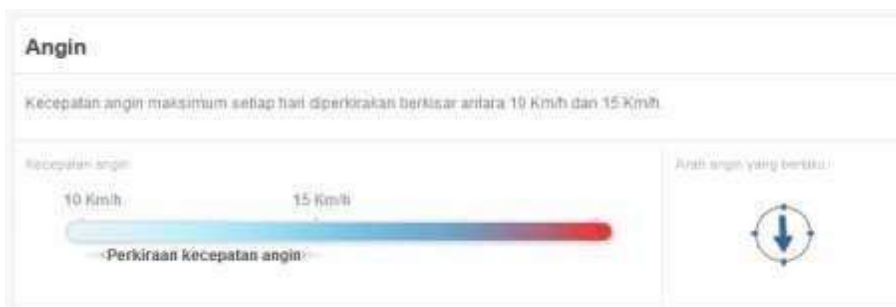 Angin
Kecepatan angin maksimum setiap hari diperkirakan berkisar antara 10 Km/h dan 15 Km/h.
Kecepatan angin
Arah angin yang berlaku
10 Km/h 15 Km/h
Perkiraan kecepatan angin